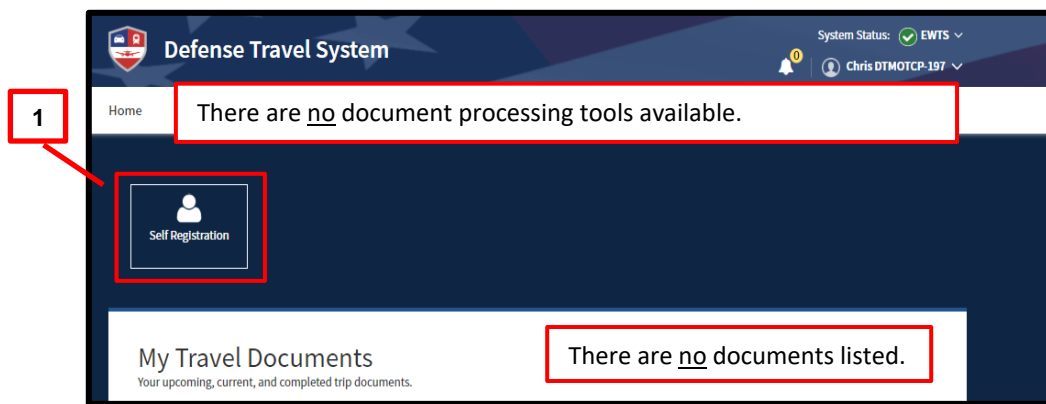 Defense Travel System
System Status: EWTS
0
Chris DTMOTCP-197
1
Home
There are no document processing tools available.
Self Registration
My Travel Documents
Your upcoming, current, and completed trip documents.
There are no documents listed.